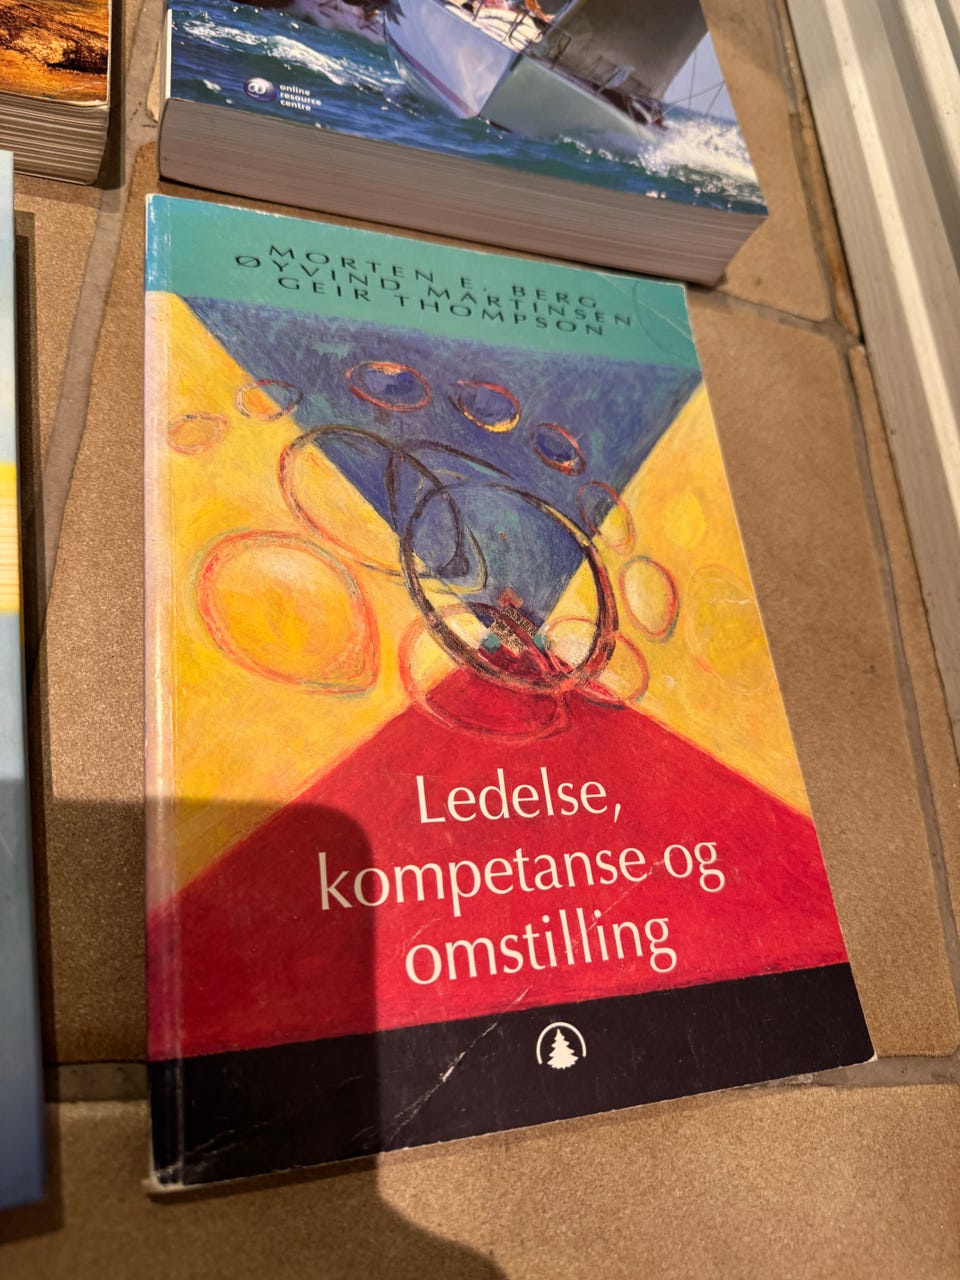 online
resource
centre
MORTEN E. BERG
ØYVIND MARTINSEN
GEIR THOMPSON
Ledelse,
kompetanse og
omstilling